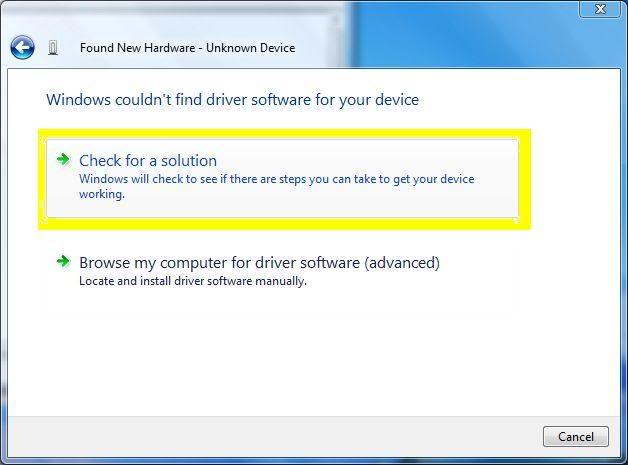 Found New Hardware - Unknown Device
Windows couldn't find driver software for your device
Check for a solution
Windows will check to see if there are steps you can take to get your device
working.
Browse my computer for driver software (advanced)
Locate and install driver software manually.
Cancel